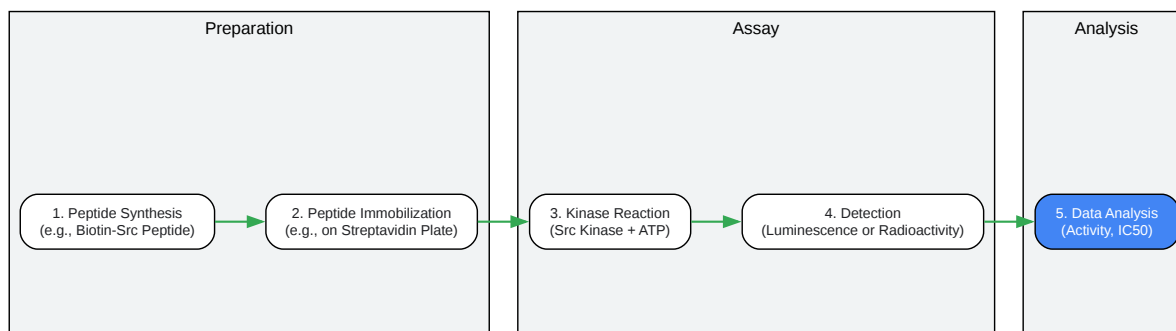 Preparation
1. Peptide Synthesis
(e.g., Biotin-Src Peptide)
2. Peptide Immobilization
(e.g., on Streptavidin Plate)
Assay
3. Kinase Reaction
(Src Kinase + ATP)
4. Detection
(Luminescence or Radioactivity)
Analysis
5. Data Analysis
(Activity, IC50)